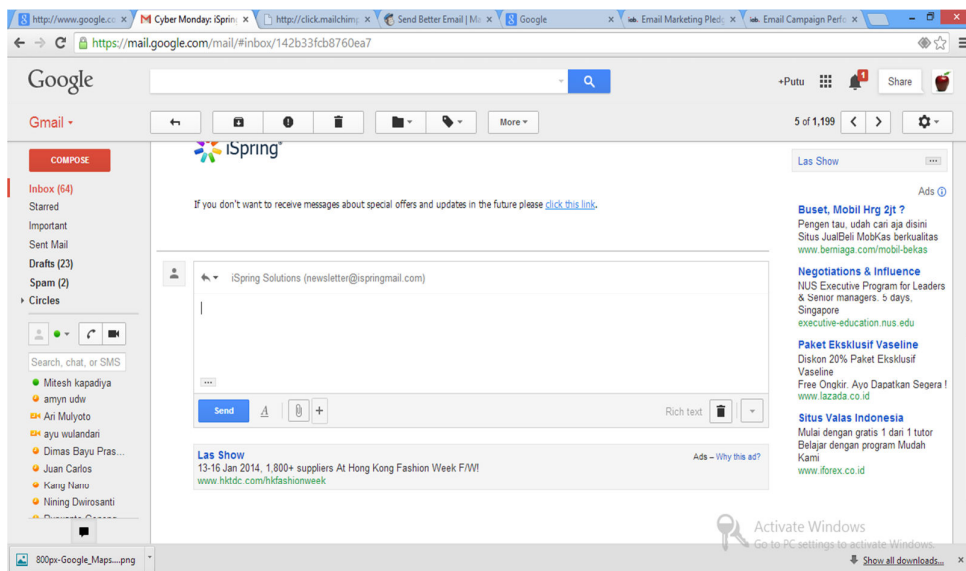 http://www.google.co
Cyber Monday: iSpring
http://click.mailchimp
Send Better Email | Ma
Google
Email Marketing Pledg
Email Campaign Perfo
https://mail.google.com/mail/#inbox/142b33fcb8760ea7
Google
+Putu
1
Share
Gmail
More
5 of 1,199
COMPOSE
Inbox (64)
Starred
Important
Sent Mail
Drafts (23)
Spam (2)
Circles
Search, chat, or SMS
Mitesh kapadiya
amyn udw
Ari Mulyoto
ayu wulandari
Dimas Bayu Pras...
Juan Carlos
Kang Nano
Nining Dwirosanti
iSpring®
If you don't want to receive messages about special offers and updates in the future please click this link.
iSpring Solutions (newsletter@ispringmail.com)
Send
A
Rich text
Las Show
13-16 Jan 2014, 1,800+ suppliers At Hong Kong Fashion Week F/W!
www.hktdc.com/hkfashionweek
Ads – Why this ad?
Las Show
Ads
Buset, Mobil Hrg 2jt ?
Pengen tau, udah cari aja disini
Situs JualBeli MobKas berkualitas
www.berniaga.com/mobil-bekas
Negotiations & Influence
NUS Executive Program for Leaders
& Senior managers. 5 days,
Singapore
executive-education.nus.edu
Paket Eksklusif Vaseline
Diskon 20% Paket Eksklusif
Vaseline
Free Ongkir. Ayo Dapatkan Segera !
www.lazada.co.id
Situs Valas Indonesia
Mulai dengan gratis 1 dari 1 tutor
Belajar dengan program Mudah
Kami
www.iforex.co.id
Activate Windows
Go to PC settings to activate Windows.
800px-Google_Maps....png
Show all downloads...